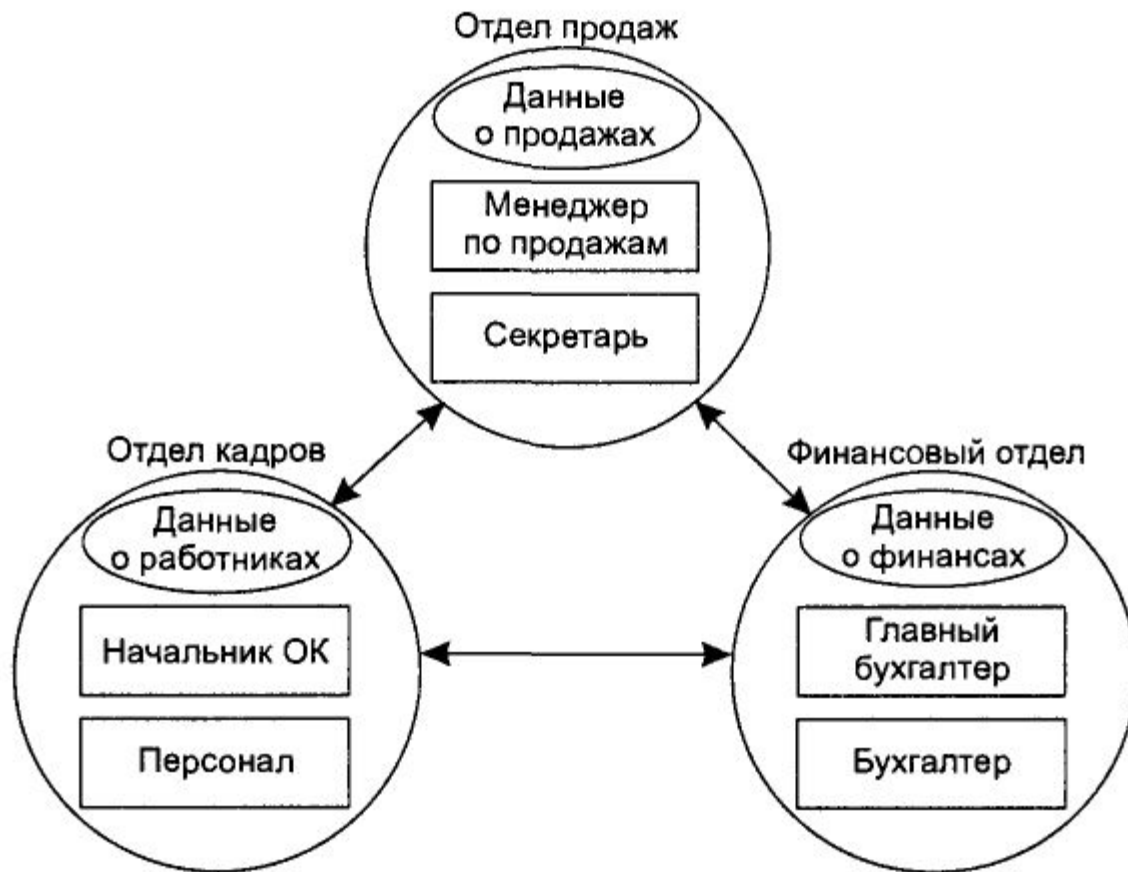 Отдел продаж
Данные
о продажах
Менеджер
по продажам
Секретарь
Отдел кадров
Данные
о работниках
Начальник ОК
Персонал
Финансовый отдел
Данные
о финансах
Главный
бухгалтер
Бухгалтер